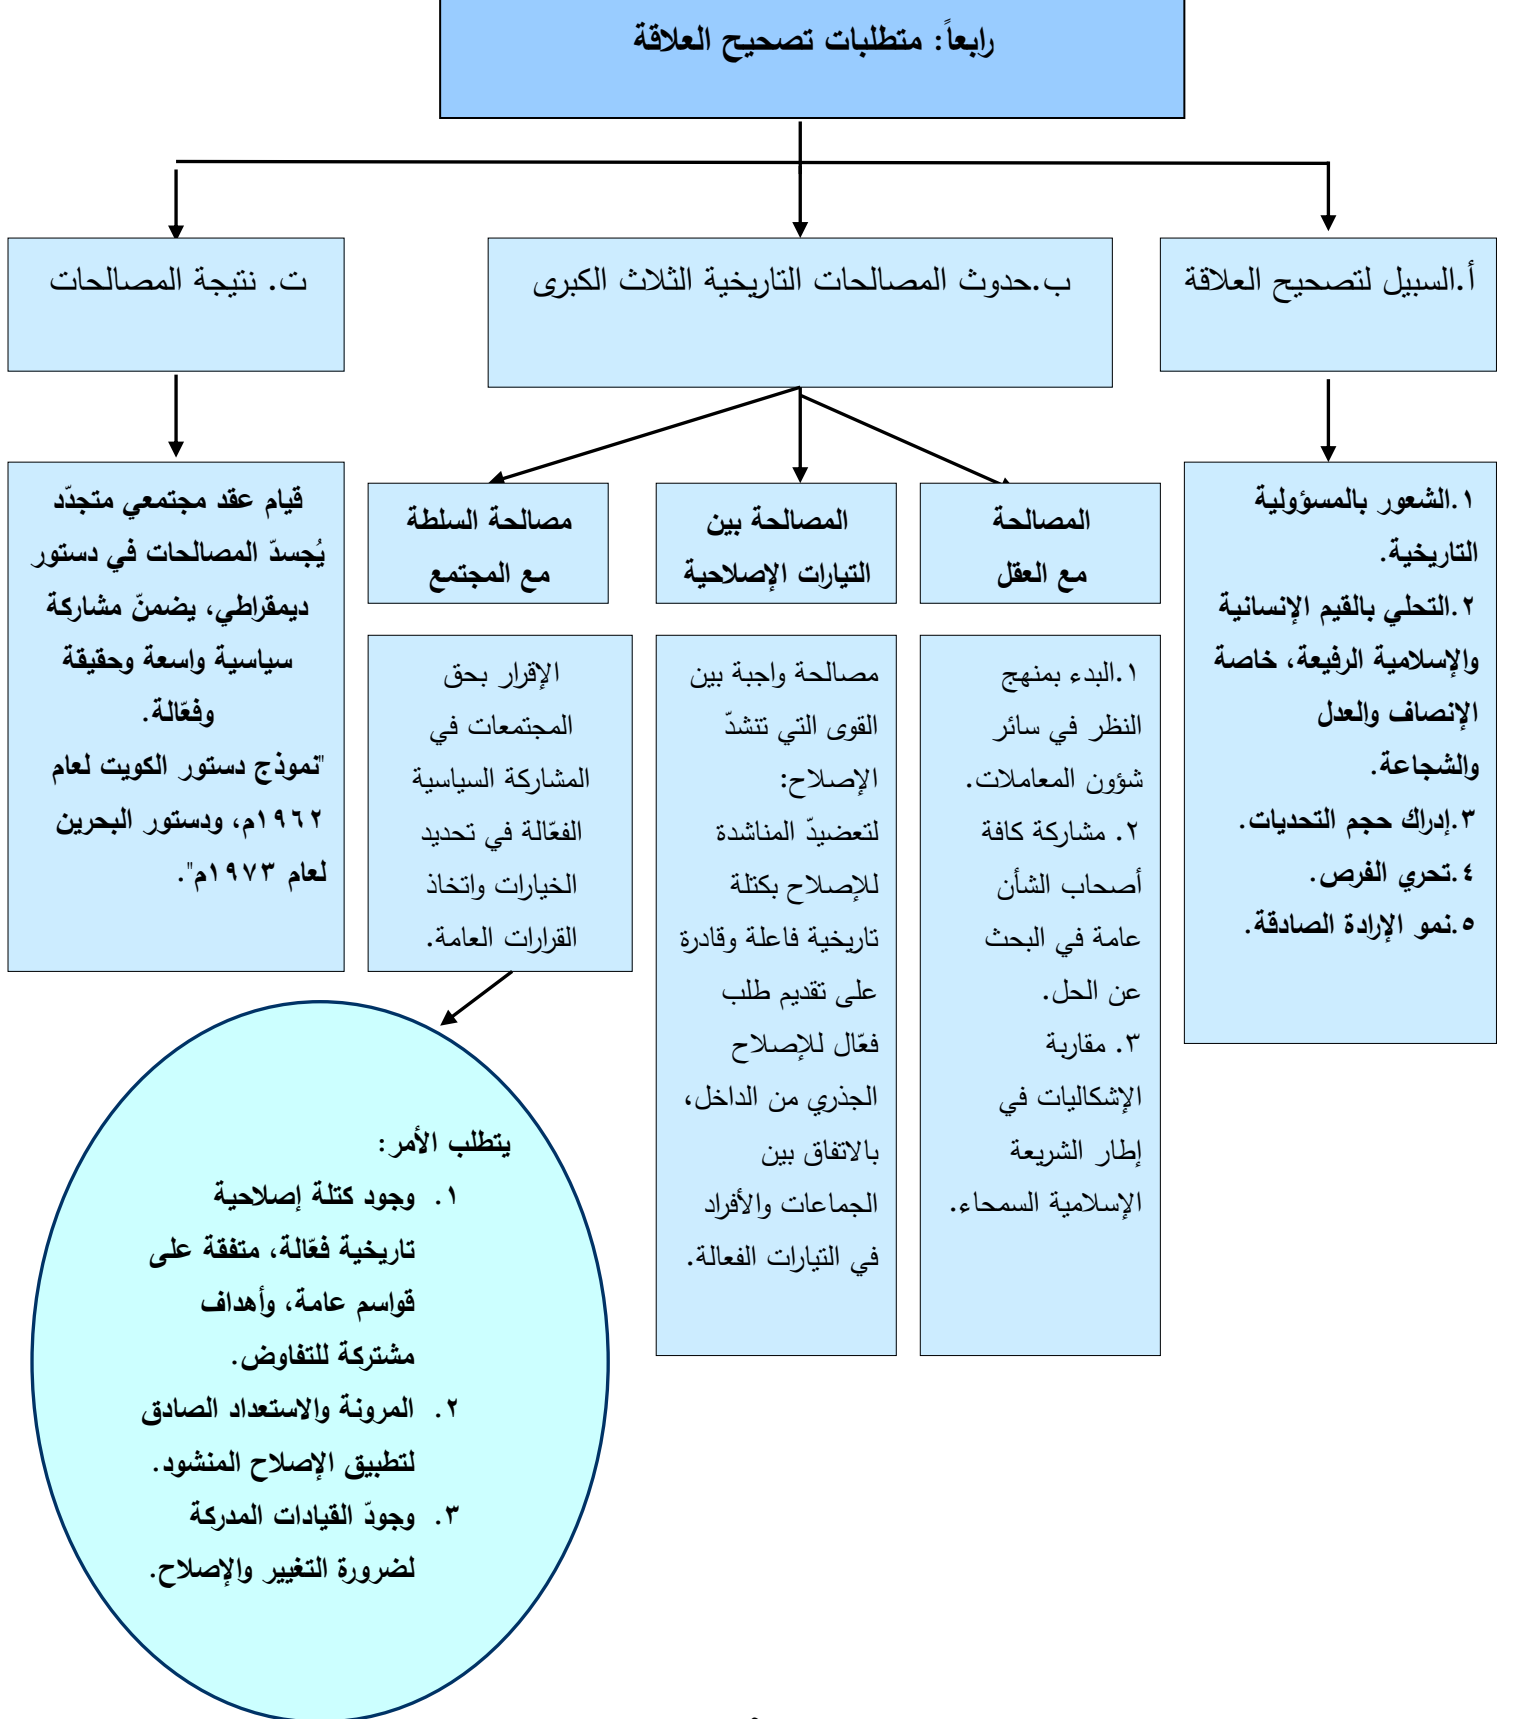 رابعاً: متطلبات تصحيح العلاقة
أ.السبيل لتصحيح العلاقة
ب.حدوث المصالحات التاريخية الثلاث الكبرى
ت. نتيجة المصالحات
١.الشعور بالمسؤولية
التاريخية.
٢.التحلي بالقيم الإنسانية
والإسلامية الرفيعة، خاصة
الإنصاف والعدل
والشجاعة.
٣.إدراك حجم التحديات.
٤.تحري الفرص.
٥.نمو الإرادة الصادقة.
المصالحة
مع العقل
١.البدء بمنهج
النظر في سائر
شؤون المعاملات.
٢. مشاركة كافة
أصحاب الشأن
عامة في البحث
عن الحل.
٣. مقاربة
الإشكاليات في
إطار الشريعة
الإسلامية السمحاء.
المصالحة بين
التيارات الإصلاحية
مصالحة واجبة بين
القوى التي تنشدّ
الإصلاح:
لتعضيدّ المناشدة
للإصلاح بكتلة
تاريخية فاعلة وقادرة
على تقديم طلب
فعّال للإصلاح
الجذري من الداخل،
بالاتفاق بين
الجماعات والأفراد
في التيارات الفعالة.
مصالحة السلطة
مع المجتمع
الإقرار بحق
المجتمعات في
المشاركة السياسية
الفعّالة في تحديد
الخيارات واتخاذ
القرارات العامة.
يتطلب الأمر:
١. وجود كتلة إصلاحية
تاريخية فعّالة، متفقة على
قواسم عامة، وأهداف
مشتركة للتفاوض.
٢. المرونة والاستعداد الصادق
لتطبيق الإصلاح المنشود.
٣. وجودّ القيادات المدركة
لضرورة التغيير والإصلاح.
قيام عقد مجتمعي متجدّد
يُجسدّ المصالحات في دستور
ديمقراطي، يضمنّ مشاركة
سياسية واسعة وحقيقة
وفعّالة.
"نموذج دستور الكويت لعام
١٩٦٢م، ودستور البحرين
لعام ١٩٧٣م".